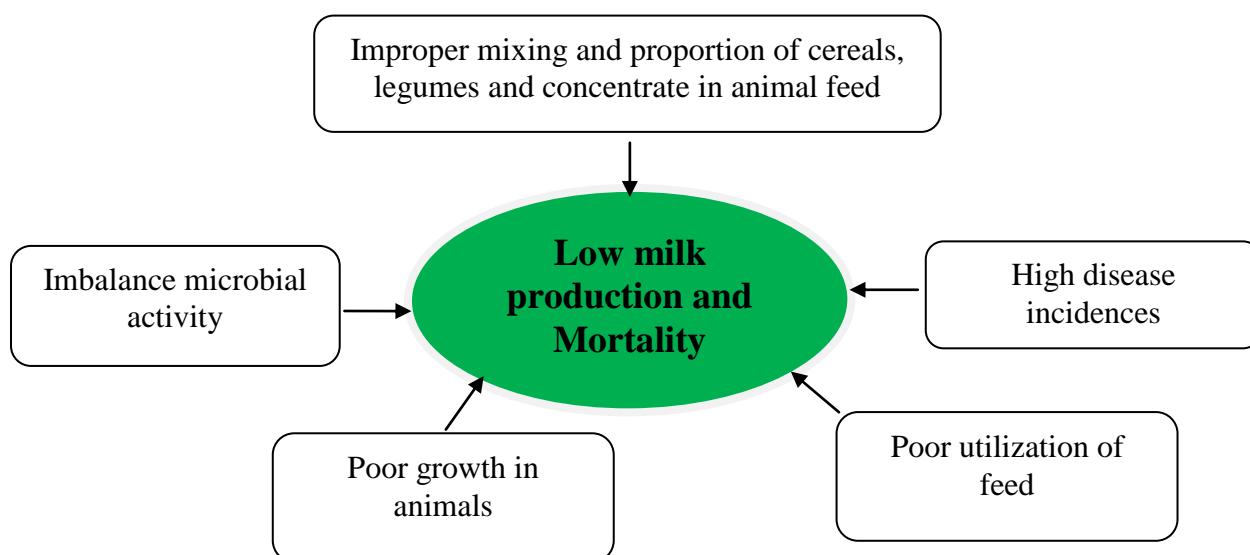 Improper mixing and proportion of cereals,
legumes and concentrate in animal feed
Low milk
production and
Mortality
Imbalance microbial
activity
High disease
incidences
Poor growth in
animals
Poor utilization of
feed